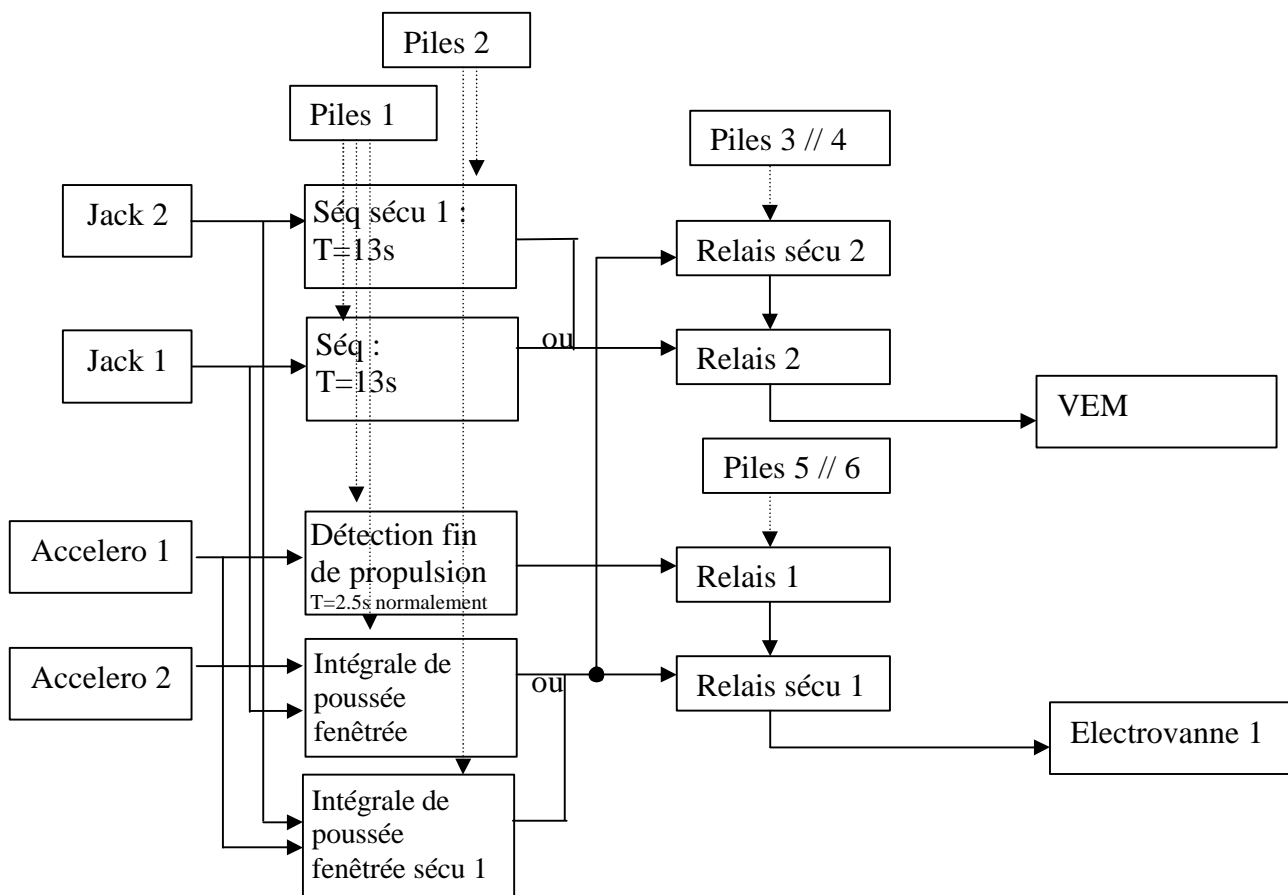 Piles 2
Piles 1
Piles 3 // 4
Jack 2
Séq sécu 1 :
T=13s
Relais sécu 2
Jack 1
Séq :
T=13s
ou
Relais 2
VEM
Piles 5 // 6
Accelero 1
Détection fin
de propulsion
T=2.5s normalement
Relais 1
Accelero 2
Intégrale de
poussée
fenêtrée
ou
Relais sécu 1
Electrovanne 1
Intégrale de
poussée
fenêtrée sécu 1